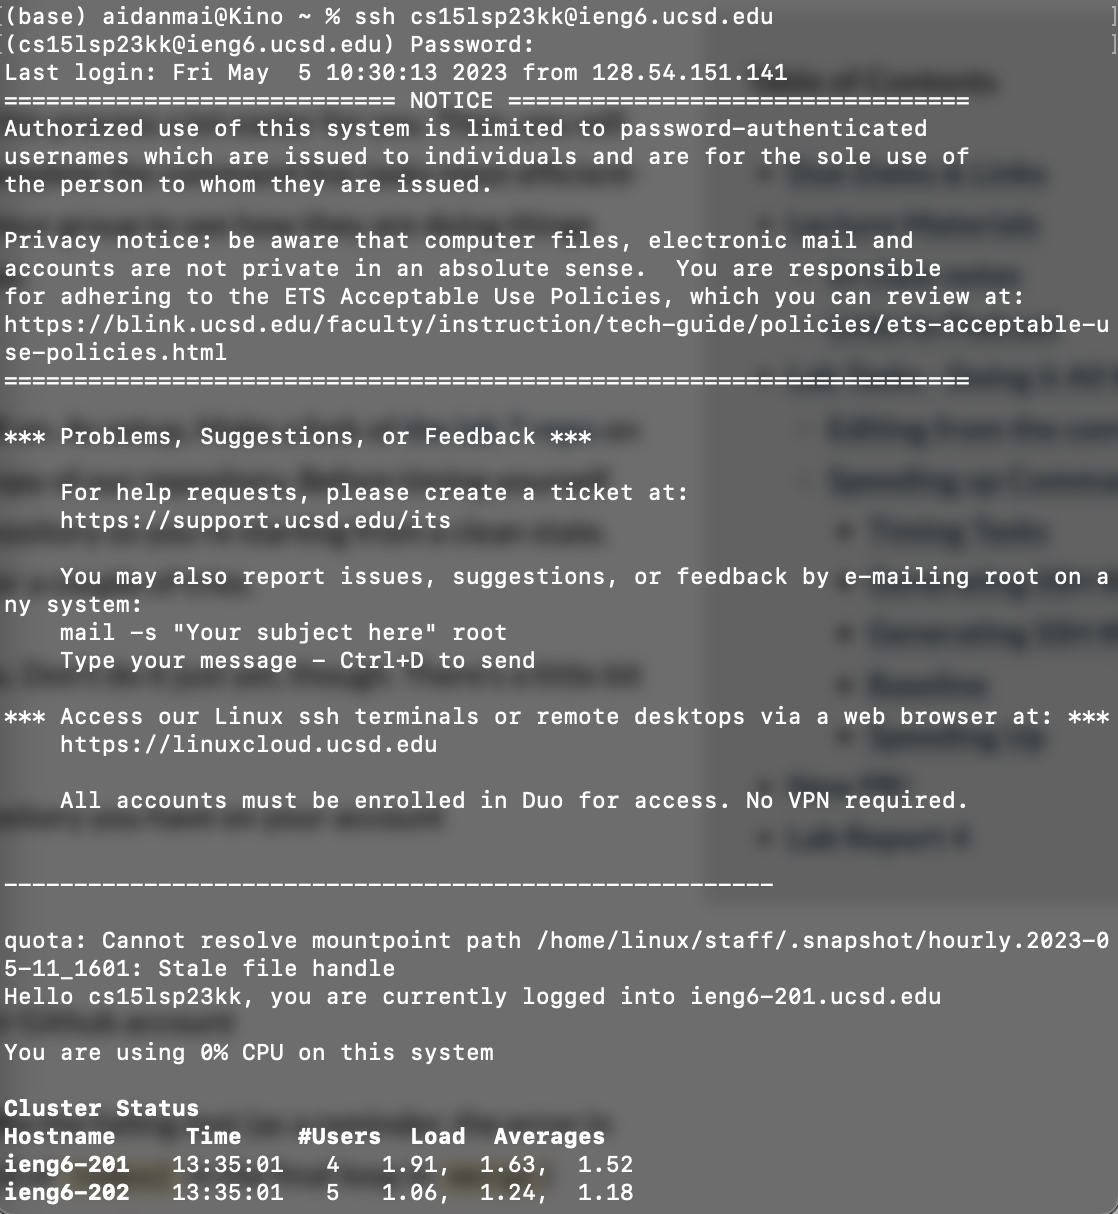 (base) aidanmai@Kino ~ % ssh cs15lsp23kk@ieng6.ucsd.edu
(cs15lsp23kk@ieng6.ucsd.edu) Password:
Last login: Fri May  5 10:30:13 2023 from 128.54.151.141
============================ NOTICE =================================
Authorized use of this system is limited to password-authenticated
usernames which are issued to individuals and are for the sole use of
the person to whom they are issued.

Privacy notice: be aware that computer files, electronic mail and
accounts are not private in an absolute sense.  You are responsible
for adhering to the ETS Acceptable Use Policies, which you can review at:
https://blink.ucsd.edu/faculty/instruction/tech-guide/policies/ets-acceptable-u
se-policies.html
=====================================================================

*** Problems, Suggestions, or Feedback ***

    For help requests, please create a ticket at:
    https://support.ucsd.edu/its

    You may also report issues, suggestions, or feedback by e-mailing root on a
ny system:
    mail -s "Your subject here" root
    Type your message - Ctrl+D to send

*** Access our Linux ssh terminals or remote desktops via a web browser at: ***
    https://linuxcloud.ucsd.edu

    All accounts must be enrolled in Duo for access. No VPN required.

-------------------------------------------------------

quota: Cannot resolve mountpoint path /home/linux/staff/.snapshot/hourly.2023-0
5-11_1601: Stale file handle
Hello cs15lsp23kk, you are currently logged into ieng6-201.ucsd.edu

You are using 0% CPU on this system

Cluster Status
Hostname     Time    #Users  Load  Averages
ieng6-201   13:35:01   4   1.91,  1.63,  1.52
ieng6-202   13:35:01   5   1.06,  1.24,  1.18